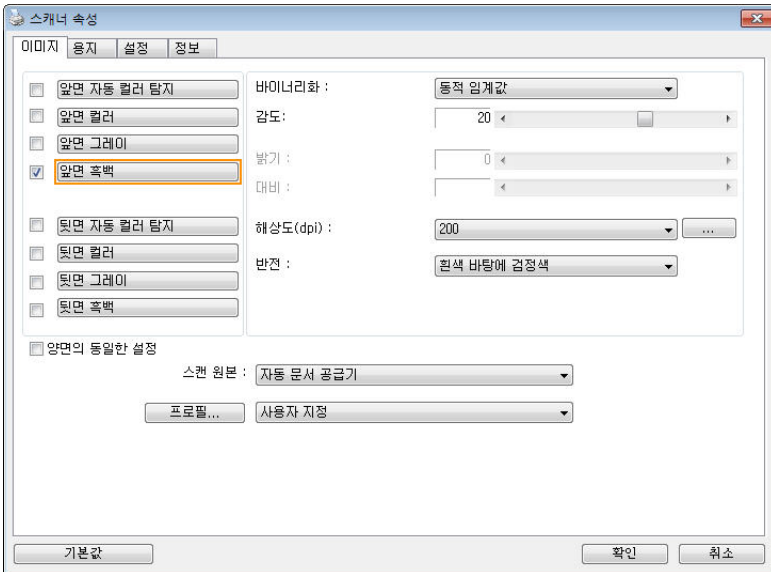 스캐너 속성
이미지 용지 설정 정보
앞면 자동 컬러 탐지
앞면 컬러
앞면 그레이
앞면 흑백
뒷면 자동 컬러 탐지
뒷면 컬러
뒷면 그레이
뒷면 흑백
바이너리화 : 동적 임계값
감도: 20
밝기 : 0
대비 :
해상도(dpi) : 200 ...
반전 : 흰색 바탕에 검정색
양면의 동일한 설정
스캔 원본 : 자동 문서 공급기
프로필... 사용자 지정
기본값 확인 취소